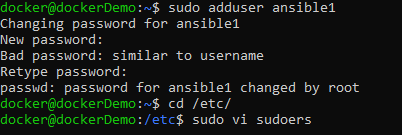 docker@dockerDemo:~$ sudo adduser ansible1
Changing password for ansible1
New password:
Bad password: similar to username
Retype password:
passwd: password for ansible1 changed by root
docker@dockerDemo:~$ cd /etc/
docker@dockerDemo:/etc$ sudo vi sudoers